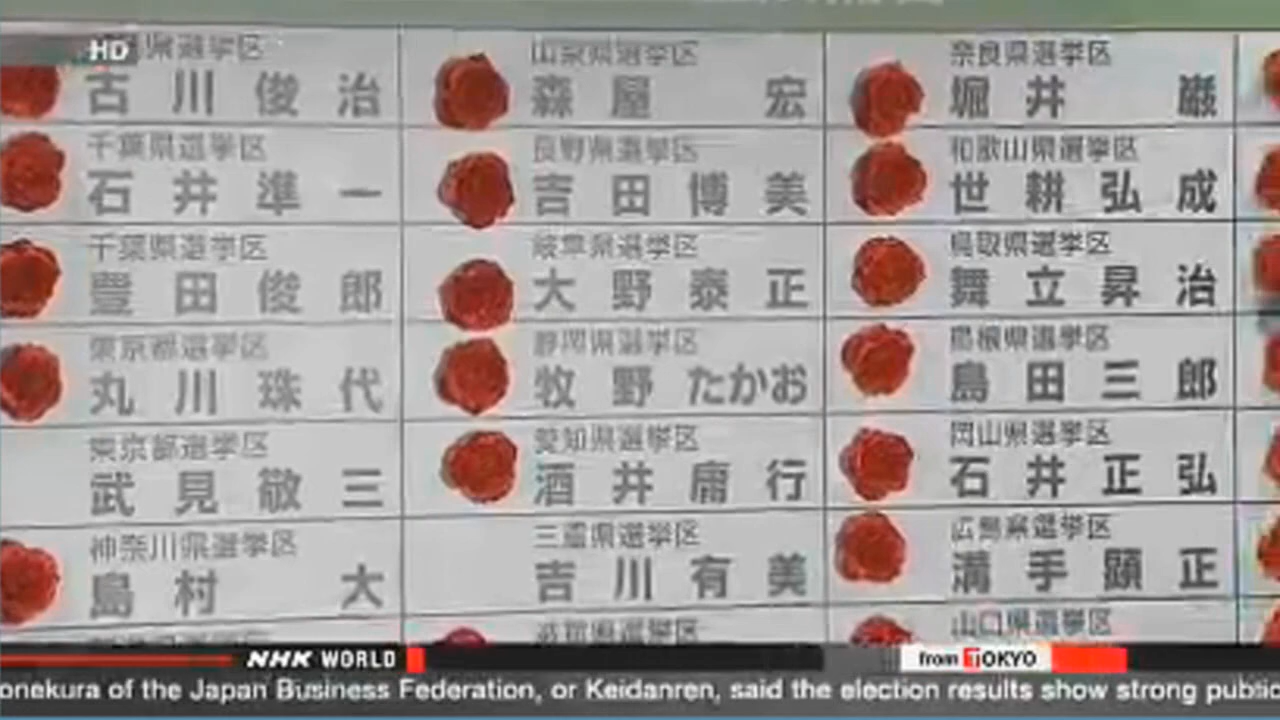 HD
県選挙区
古川俊治
千葉県選挙区
石井準一
千葉県選挙区
豊田俊郎
東京都選挙区
丸川珠代
東京都選挙区
武見敬三
神奈川県選挙区
島村 大
山梨県選挙区
森屋 宏
長野県選挙区
吉田博美
岐阜県選挙区
大野泰正
静岡県選挙区
牧野たかお
愛知県選挙区
酒井庸行
三重県選挙区
吉川有美
滋賀県選挙区
奈良県選挙区
堀井 巌
和歌山県選挙区
世耕弘成
鳥取県選挙区
舞立昇治
島根県選挙区
島田三郎
岡山県選挙区
石井正弘
広島県選挙区
溝手顕正
山口県選挙区
NHK WORLD
from TOKYO
onekura of the Japan Business Federation, or Keidanren, said the election results show strong public